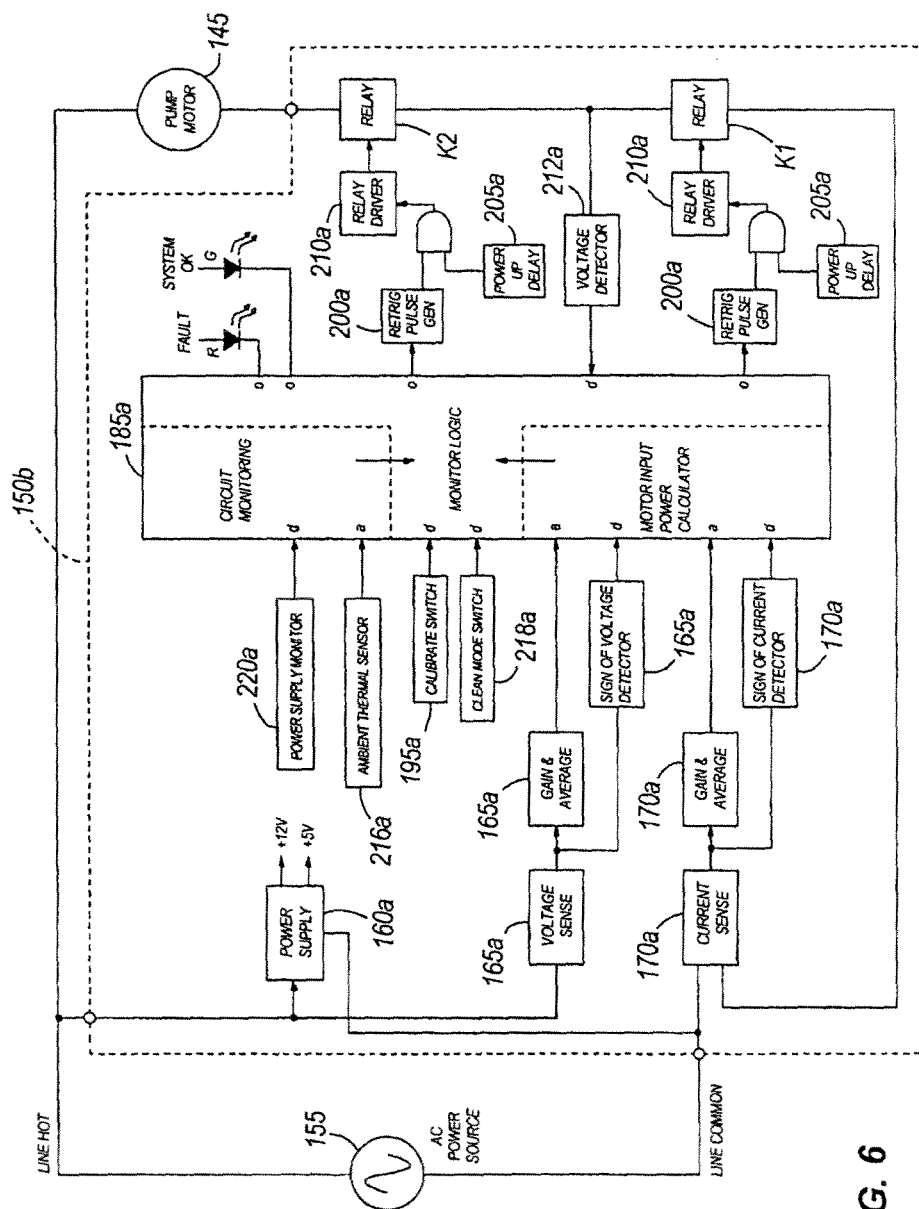 150b
LINE HOT
155
AC
POWER
SOURCE
LINE COMMON
POWER
SUPPLY
+12V
+5V
160a
220a
POWER SUPPLY MONITOR
AMBIENT THERMAL SENSOR
216a
CALIBRATE SWITCH
195a
CLEAN MODE SWITCH
218a
VOLTAGE
SENSE
165a
GAIN &
AVERAGE
165a
SIGN OF VOLTAGE
DETECTOR
165a
CURRENT
SENSE
170a
GAIN &
AVERAGE
170a
SIGN OF CURRENT
DETECTOR
170a
185a
CIRCUIT
MONITORING
MONITOR LOGIC
MOTOR INPUT
POWER
CALCULATOR
d
a
d
d
a
d
a
d
o
o
o
d
o
FAULT
R
SYSTEM
OK
G
PUMP
MOTOR
145
RELAY
K2
RELAY
DRIVER
210a
RETRIG
PULSE
GEN
200a
POWER
UP
DELAY
205a
VOLTAGE
DETECTOR
212a
RELAY
K1
RELAY
DRIVER
210a
RETRIG
PULSE
GEN
200a
POWER
UP
DELAY
205a
G. 6